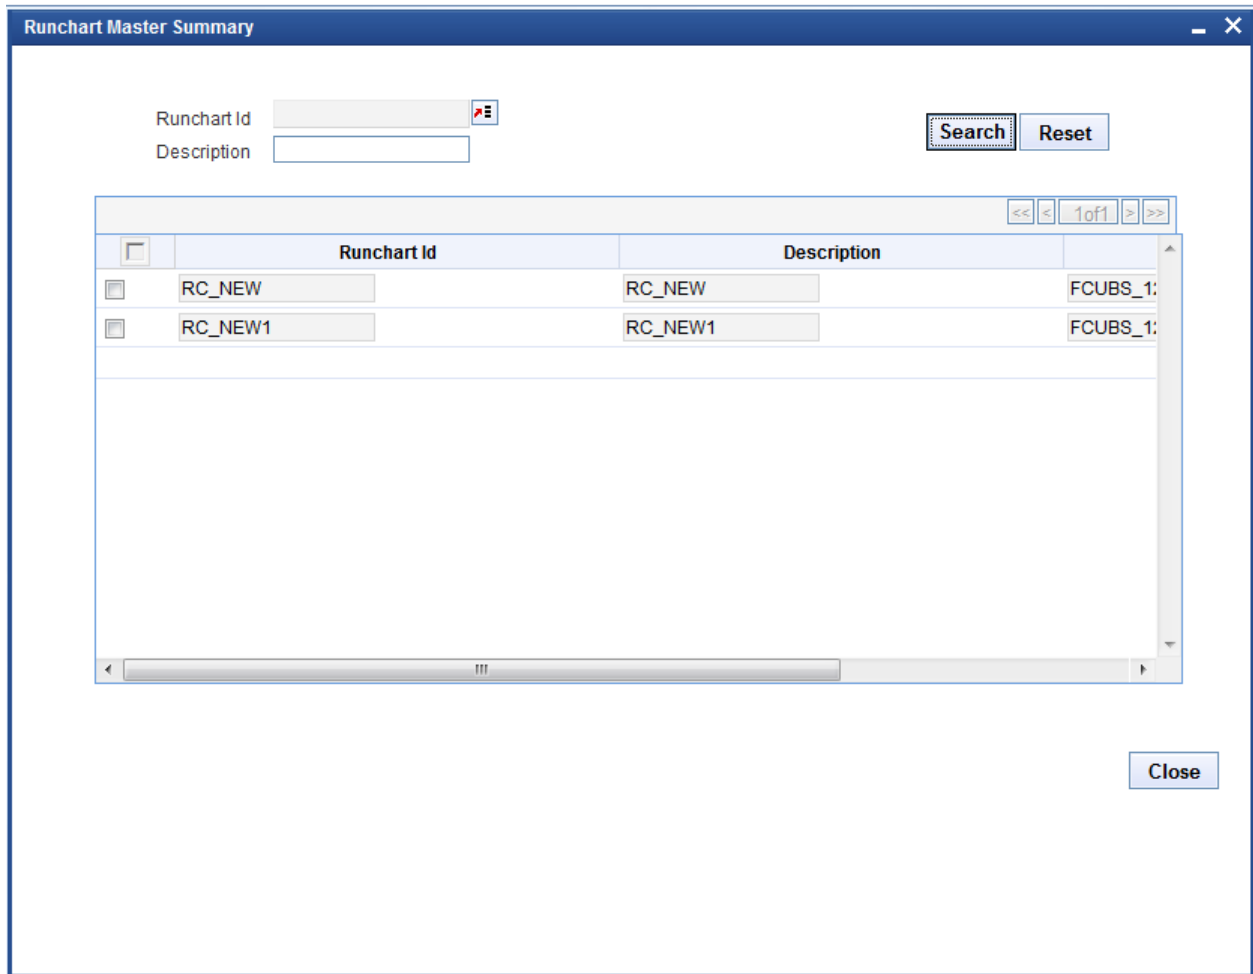 Runchart Master Summary
Runchart Id
Description
Search Reset
<< < 1of1 > >>
Runchart Id Description
RC_NEW RC_NEW
RC_NEW1 RC_NEW1
Close